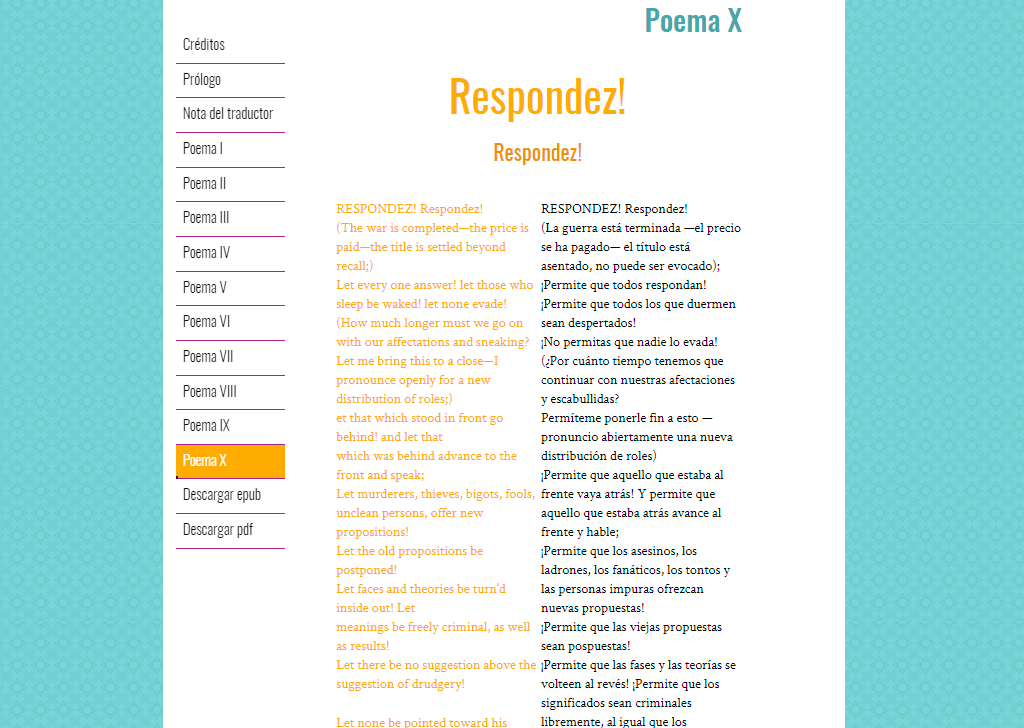 Poema X
Créditos
Prólogo
Nota del traductor
Poema I
Poema II
Poema III
Poema IV
Poema V
Poema VI
Poema VII
Poema VIII
Poema IX
Poema X
Descargar epub
Descargar pdf
Respondez!
Respondez!
RESPONDEZ! Respondez!
(The war is completed—the price is
paid—the title is settled beyond
recall;)
Let every one answer! let those who
sleep be waked! let none evade!
(How much longer must we go on
with our affectations and sneaking?
Let me bring this to a close—I
pronounce openly for a new
distribution of roles;)
et that which stood in front go
behind! and let that
which was behind advance to the
front and speak;
Let murderers, thieves, bigots, fools,
unclean persons, offer new
propositions!
Let the old propositions be
postponed!
Let faces and theories be turn'd
inside out! Let
meanings be freely criminal, as well
as results!
Let there be no suggestion above the
suggestion of drudgery!
Let none be pointed toward his
RESPONDEZ! Respondez!
(La guerra está terminada —el precio
se ha pagado— el título está
asentado, no puede ser evocado);
¡Permite que todos respondan!
¡Permite que todos los que duermen
sean despertados!
¡No permitas que nadie lo evada!
(¿Por cuánto tiempo tenemos que
continuar con nuestras afectaciones
y escabullidas?
Permíteme ponerle fin a esto —
pronuncio abiertamente una nueva
distribución de roles)
¡Permite que aquello que estaba al
frente vaya atrás! Y permite que
aquello que estaba atrás avance al
frente y hable;
¡Permite que los asesinos, los
ladrones, los fanáticos, los tontos y
las personas impuras ofrezcan
nuevas propuestas!
¡Permite que las viejas propuestas
sean pospuestas!
¡Permite que las fases y las teorías se
volteen al revés! ¡Permite que los
significados sean criminales
libremente, al igual que los